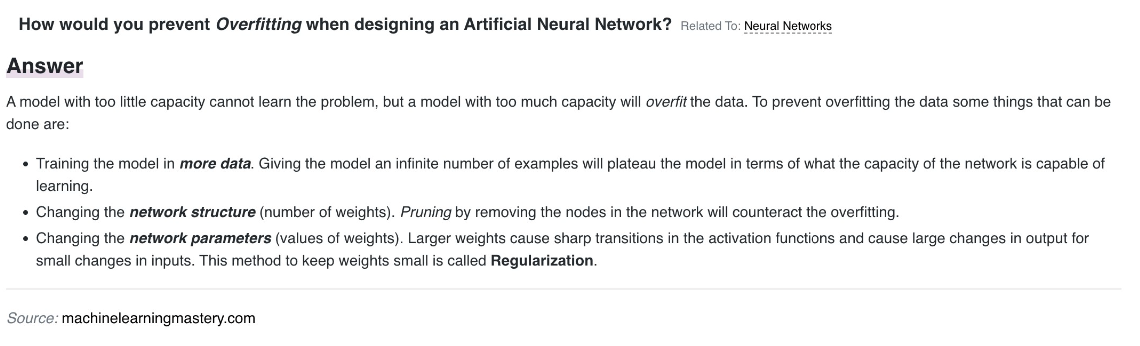 How would you prevent Overfitting when designing an Artificial Neural Network? Related To: Neural Networks
Answer
A model with too little capacity cannot learn the problem, but a model with too much capacity will overfit the data. To prevent overfitting the data some things that can be
done are:
• Training the model in more data. Giving the model an infinite number of examples will plateau the model in terms of what the capacity of the network is capable of
learning.
• Changing the network structure (number of weights). Pruning by removing the nodes in the network will counteract the overfitting.
• Changing the network parameters (values of weights). Larger weights cause sharp transitions in the activation functions and cause large changes in output for
small changes in inputs. This method to keep weights small is called Regularization.
Source: machinelearningmastery.com